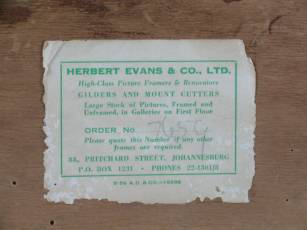 HERBERT EVANS & CO., LTD.
High-Class Picture Framers & Renovators
GILDERS AND MOUNT CUTTERS
Large Stock of Pictures, Framed and
Unframed, in Galleries on First Floor
ORDER No
Please quote this Number if any other
frames are required.
PRITCHARD STREET, JOHANNESBURG
P.O. BOX 1231 - PHONES 22-1361/3